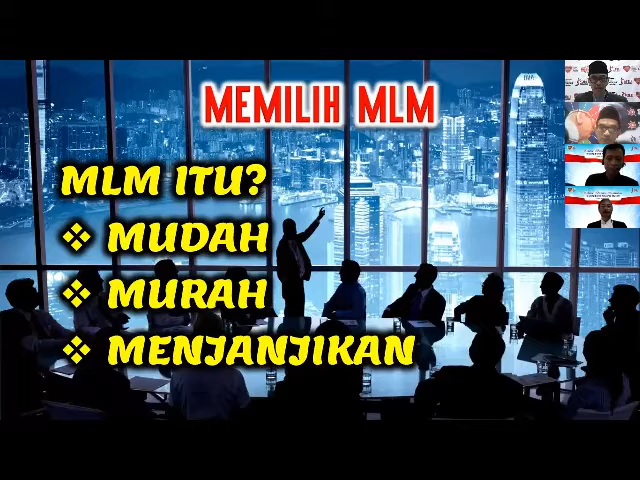 MEMILIH MLM
MLM ITU?
❖ MUDAH
❖ MURAH
❖ MENJANJIKAN